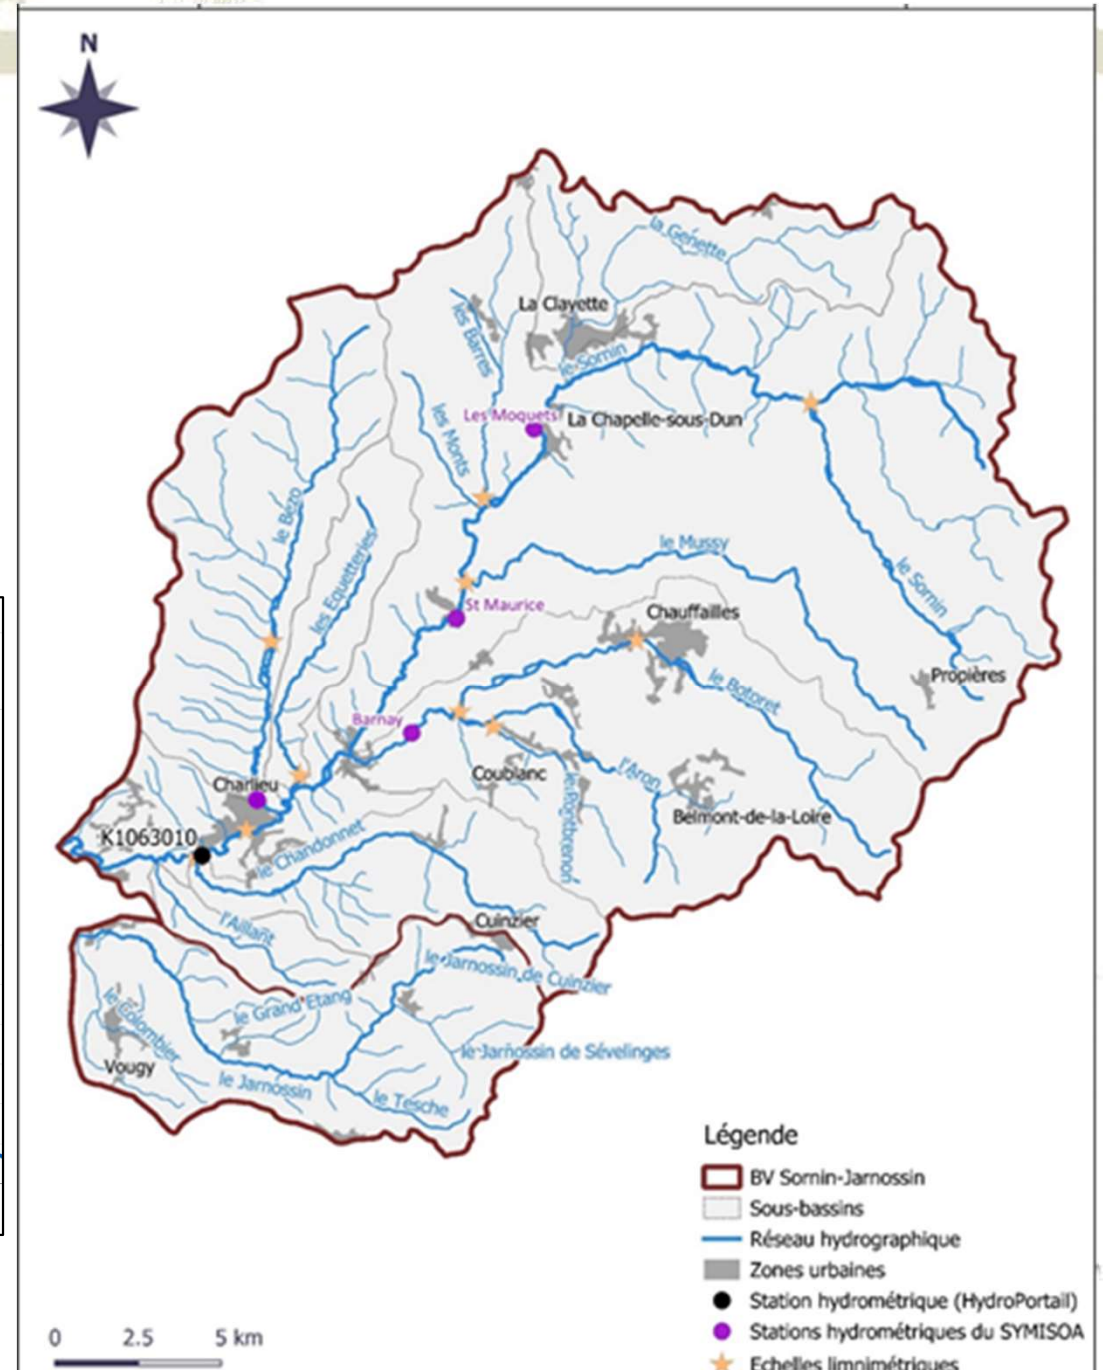 N
la Genette
La Clayette
les Barres
le Sornin
Les Moquets
La Chapelle-sous-Dun
les Monts
le Bézo
les Equetteries
le Mussy
le Sornin
St Maurice
Chauffailles
Propières
le Botoret
Barnay
Coublanc
l'Aron
Charlieu
le Pontbrenon
Belmont-de-la-Loire
K1063010
le Chandonnet
l'Aillant
Cuinzier
le Jarnossin de Cuinzier
le Grand Etang
le Colombier
le Jarnossin de Sévelinges
Vougy
le Jarnossin
le Tesche
Légende
BV Sornin-Jarnossin
Sous-bassins
Réseau hydrographique
Zones urbaines
Station hydrométrique (HydroPortail)
Stations hydrométriques du SYMISOA
Echelles limnimétriques
0 2.5 5 km